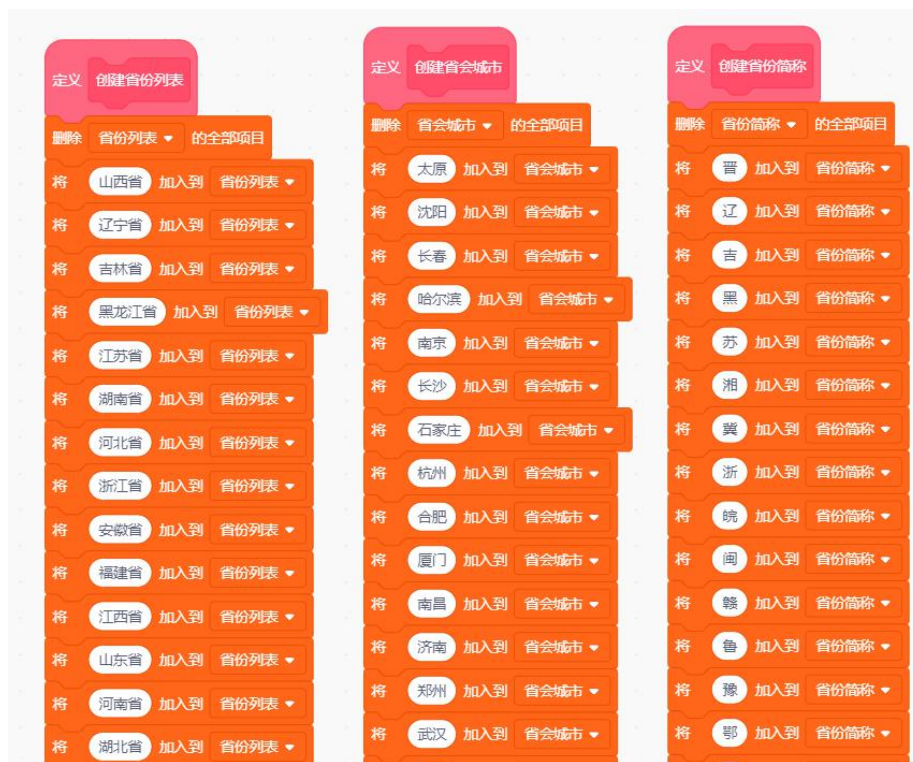 定义 创建省份列表
删除 省份列表 的全部项目
将 山西省 加入到 省份列表
将 辽宁省 加入到 省份列表
将 吉林省 加入到 省份列表
将 黑龙江省 加入到 省份列表
将 江苏省 加入到 省份列表
将 湖南省 加入到 省份列表
将 河北省 加入到 省份列表
将 浙江省 加入到 省份列表
将 安徽省 加入到 省份列表
将 福建省 加入到 省份列表
将 江西省 加入到 省份列表
将 山东省 加入到 省份列表
将 河南省 加入到 省份列表
将 湖北省 加入到 省份列表
定义 创建省会城市
删除 省会城市 的全部项目
将 太原 加入到 省会城市
将 沈阳 加入到 省会城市
将 长春 加入到 省会城市
将 哈尔滨 加入到 省会城市
将 南京 加入到 省会城市
将 长沙 加入到 省会城市
将 石家庄 加入到 省会城市
将 杭州 加入到 省会城市
将 合肥 加入到 省会城市
将 厦门 加入到 省会城市
将 南昌 加入到 省会城市
将 济南 加入到 省会城市
将 郑州 加入到 省会城市
将 武汉 加入到 省会城市
定义 创建省份简称
删除 省份简称 的全部项目
将 晋 加入到 省份简称
将 辽 加入到 省份简称
将 吉 加入到 省份简称
将 黑 加入到 省份简称
将 苏 加入到 省份简称
将 湘 加入到 省份简称
将 冀 加入到 省份简称
将 浙 加入到 省份简称
将 皖 加入到 省份简称
将 闽 加入到 省份简称
将 赣 加入到 省份简称
将 鲁 加入到 省份简称
将 豫 加入到 省份简称
将 鄂 加入到 省份简称